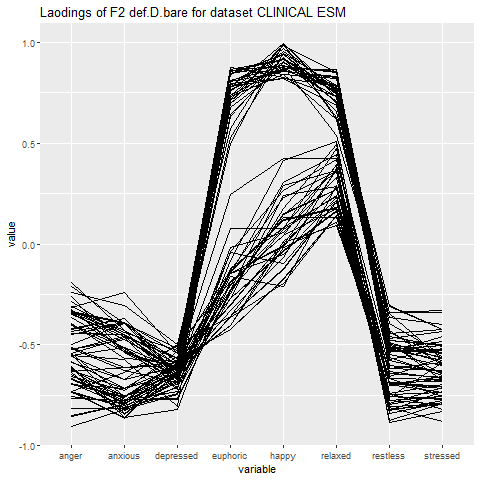 Laodings of F2 def.D.bare for dataset CLINICAL ESM
1.0
0.5
0.0
-0.5
-1.0
value
anger anxious depressed euphoric happy relaxed restless stressed
variable